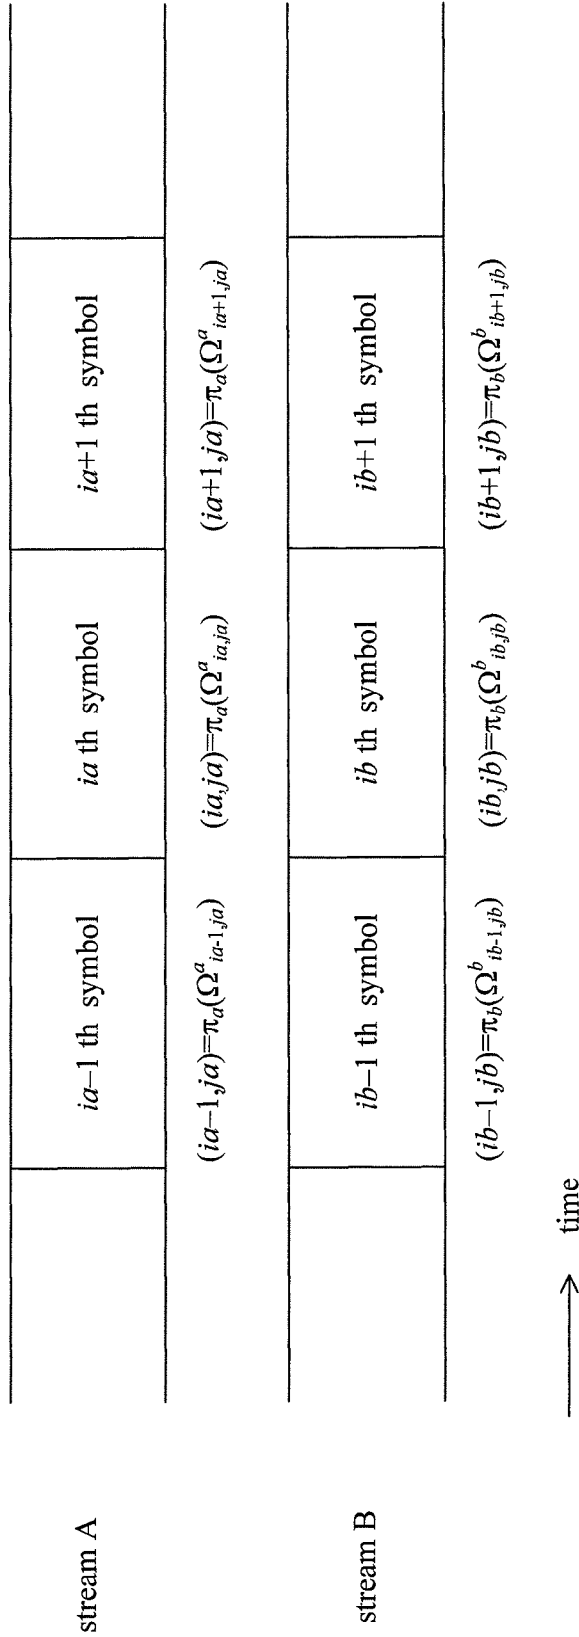 stream A
ia−1 th symbol
ia th symbol
ia+1 th symbol
(ia−1,ja)=πa(Ωᵃia-1,ja)
(ia,ja)=πa(Ωᵃia,ja)
(ia+1,ja)=πa(Ωᵃia+1,ja)
stream B
ib−1 th symbol
ib th symbol
ib+1 th symbol
(ib−1,jb)=πb(Ωᵇib-1,jb)
(ib,jb)=πb(Ωᵇib,jb)
(ib+1,jb)=πb(Ωᵇib+1,jb)
time